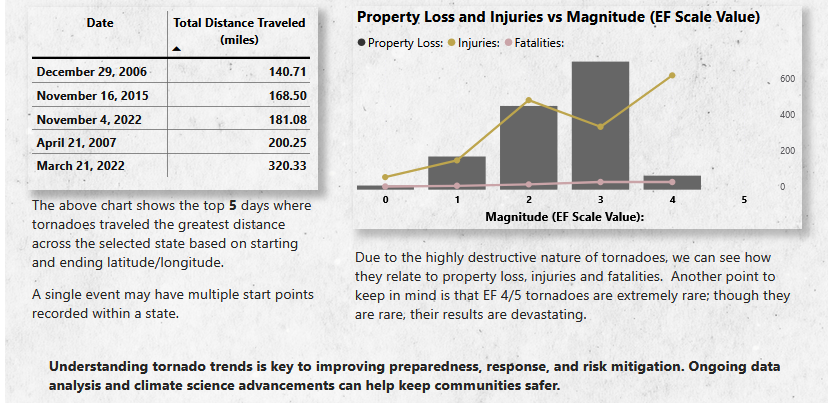 Date
Total Distance Traveled
(miles)
December 29, 2006 140.71
November 16, 2015 168.50
November 4, 2022 181.08
April 21, 2007 200.25
March 21, 2022 320.33
The above chart shows the top 5 days where
tornadoes traveled the greatest distance
across the selected state based on starting
and ending latitude/longitude.
A single event may have multiple start points
recorded within a state.
Property Loss and Injuries vs Magnitude (EF Scale Value)
Property Loss: Injuries: Fatalities:
600
400
200
0
0 1 2 3 4 5
Magnitude (EF Scale Value):
Due to the highly destructive nature of tornadoes, we can see how
they relate to property loss, injuries and fatalities. Another point to
keep in mind is that EF 4/5 tornadoes are extremely rare; though they
are rare, their results are devastating.
Understanding tornado trends is key to improving preparedness, response, and risk mitigation. Ongoing data
analysis and climate science advancements can help keep communities safer.